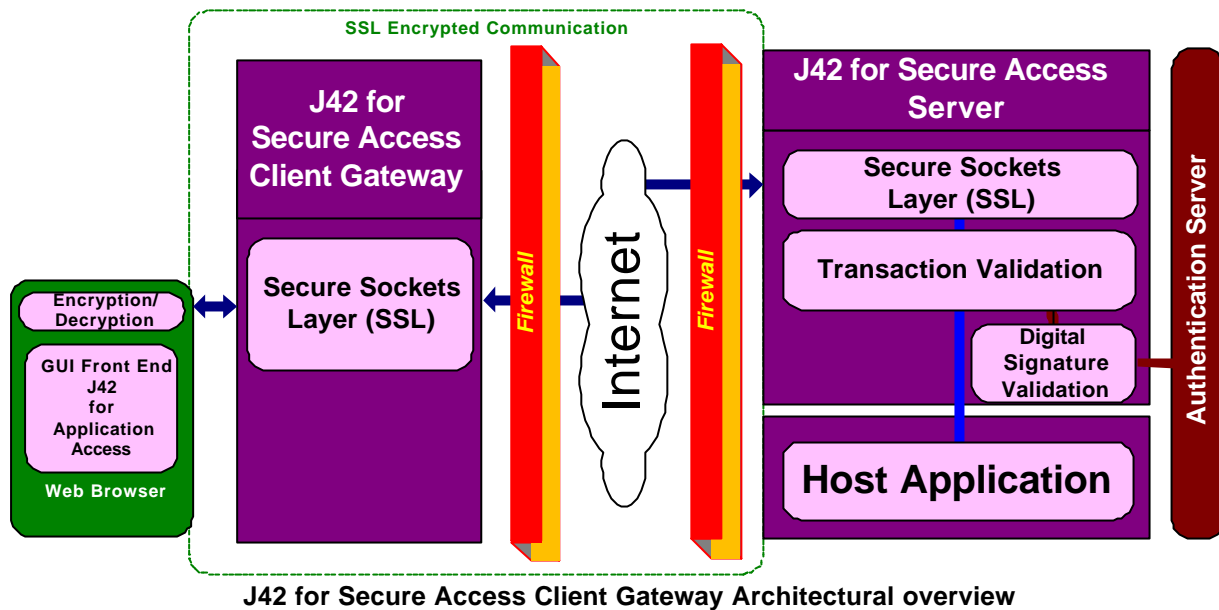 SSL Encrypted Communication
J42 for
Secure Access
Client Gateway
Secure Sockets
Layer (SSL)
Encryption/
Decryption
GUI Front End
J42
for
Application
Access
Web Browser
Firewall
Internet
Firewall
J42 for Secure Access
Server
Secure Sockets
Layer (SSL)
Transaction Validation
Digital
Signature
Validation
Host Application
Authentication Server
J42 for Secure Access Client Gateway Architectural overview